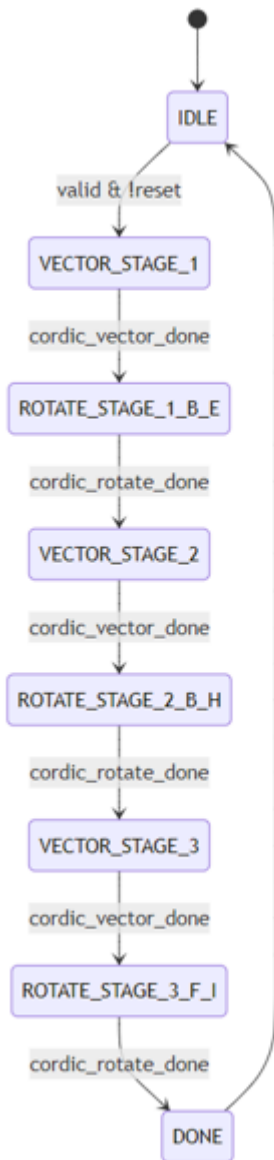 IDLE
valid & !reset
VECTOR_STAGE_1
cordic_vector_done
ROTATE_STAGE_1_B_E
cordic_rotate_done
VECTOR_STAGE_2
cordic_vector_done
ROTATE_STAGE_2_B_H
cordic_rotate_done
VECTOR_STAGE_3
cordic_vector_done
ROTATE_STAGE_3_F_I
cordic_rotate_done
DONE